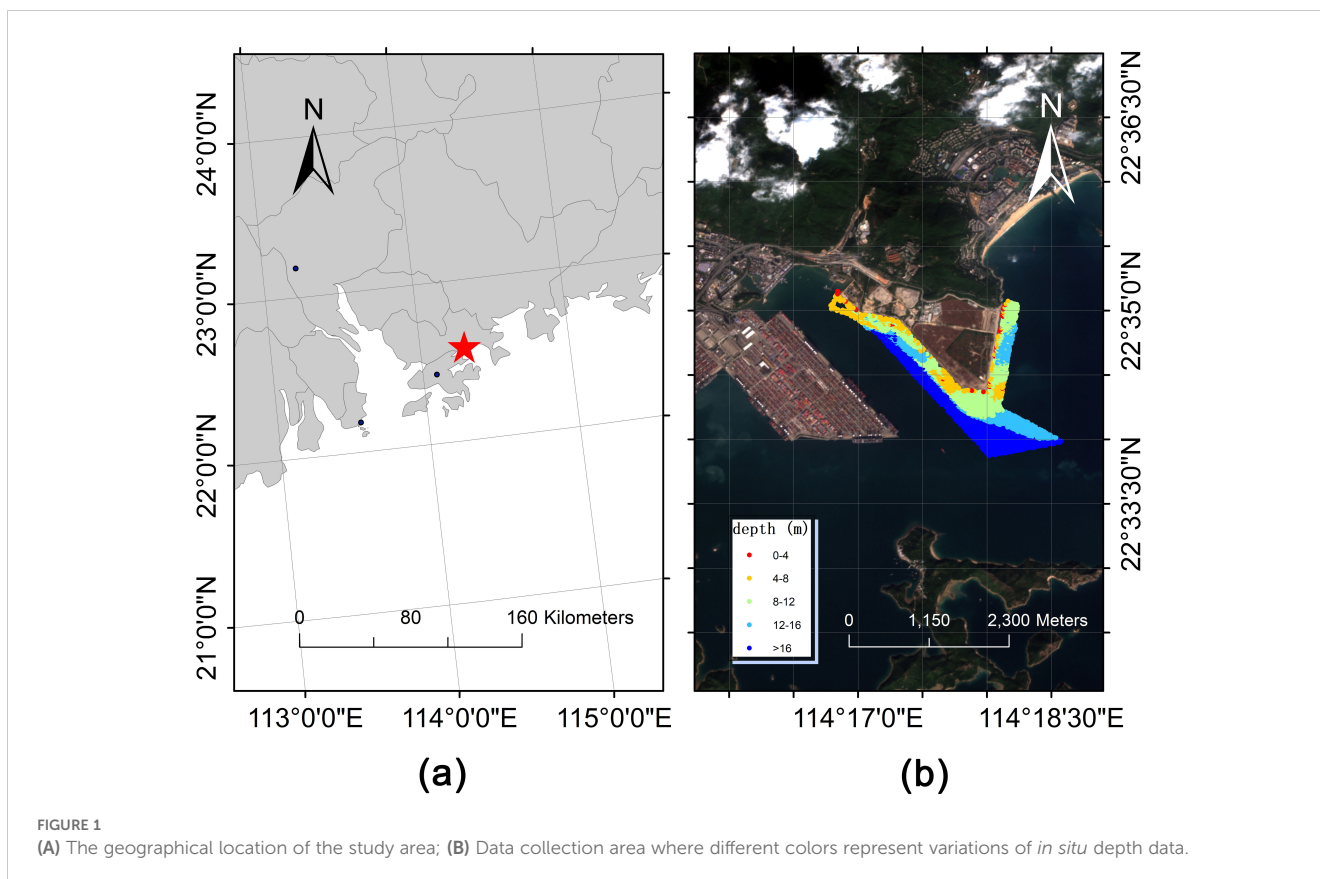 N
24°0'0"N
23°0'0"N
22°0'0"N
21°0'0"N
0 80 160 Kilometers
113°0'0"E 114°0'0"E 115°0'0"E
(a)
N
22°36'30"N
22°35'0"N
22°33'30"N
depth (m)
0-4
4-8
8-12
12-16
>16
0 1,150 2,300 Meters
114°17'0"E 114°18'30"E
(b)
FIGURE 1
(A) The geographical location of the study area; (B) Data collection area where different colors represent variations of in situ depth data.